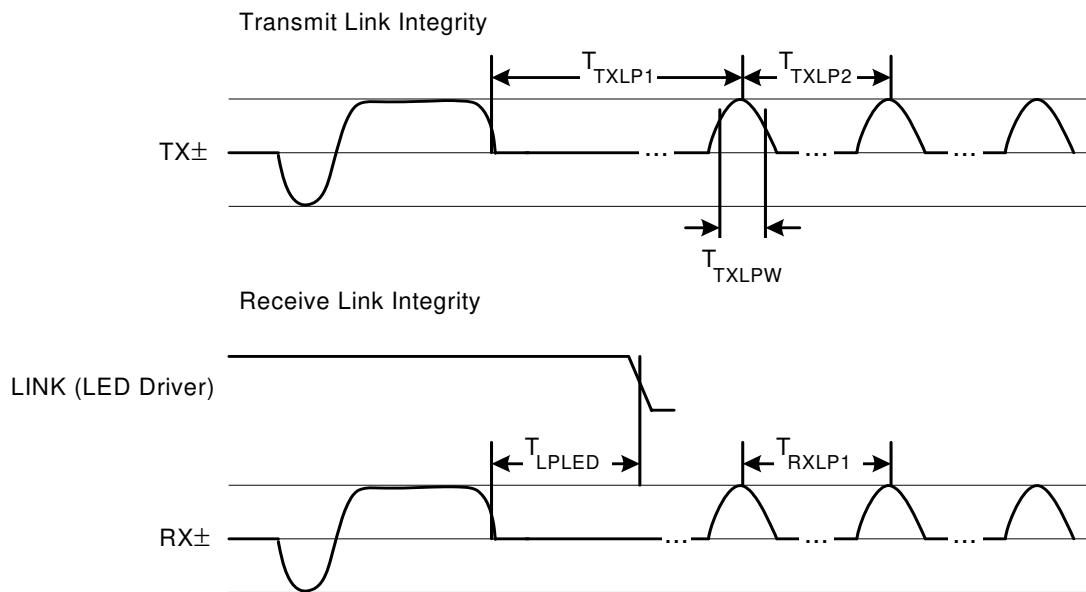 Transmit Link Integrity
TTXLP1
TTXLP2
TX±
... ... ...
TTXLPW
Receive Link Integrity
LINK (LED Driver)
TLPLED
TRXLP1
RX±
... ... ...